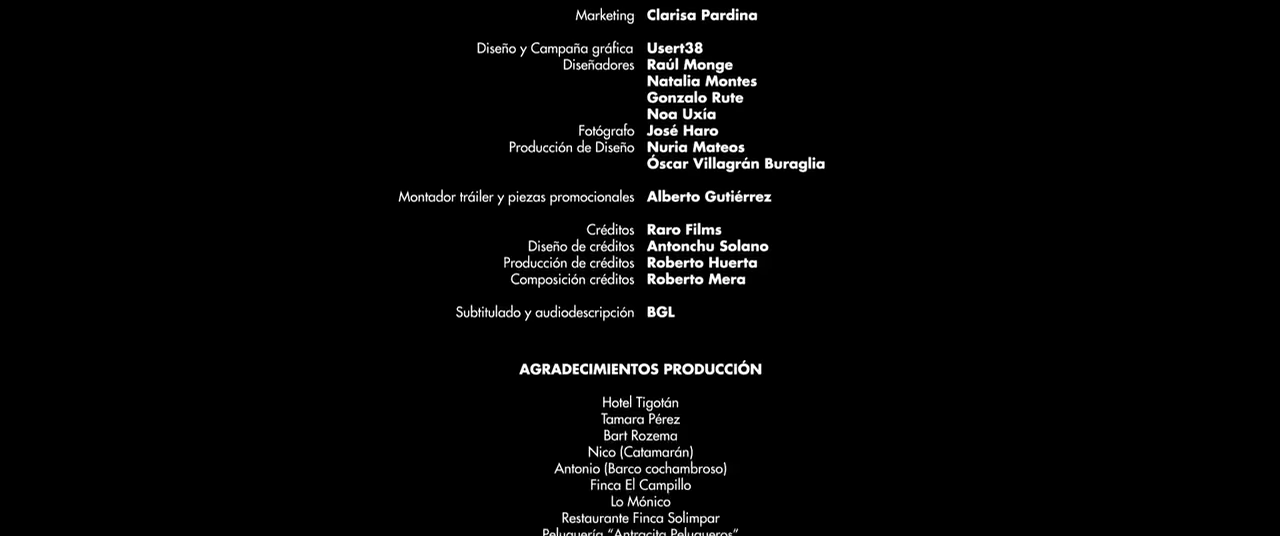 Marketing Clarisa Pardina
Diseño y Campaña gráfica Usert38
Diseñadores Raúl Monge
Natalia Montes
Gonzalo Rute
Noa Uxía
Fotógrafo José Haro
Producción de Diseño Nuria Mateos
Óscar Villagrán Buraglia
Montador tráiler y piezas promocionales Alberto Gutiérrez
Créditos Raro Films
Diseño de créditos Antonchu Solano
Producción de créditos Roberto Huerta
Composición créditos Roberto Mera
Subtitulado y audiodescripción BGL
AGRADECIMIENTOS PRODUCCIÓN
Hotel Tigotán
Tamara Pérez
Bart Rozema
Nico (Catamarán)
Antonio (Barco cochambroso)
Finca El Campillo
Lo Mónico
Restaurante Finca Solimpar
Peluquería “Antracita Peluqueros”